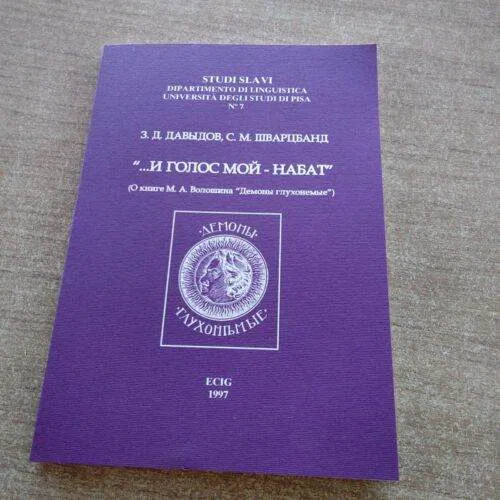 STUDI SLAVI
DIPARTIMENTO DI LINGUISTICA
UNIVERSITÀ DEGLI STUDI DI PISA
N° 7
З. Д. ДАВЫДОВ, С. М. ШВАРЦБАНД
"...И ГОЛОС МОЙ - НАБАТ"
(О книге М. А. Волошина "Демоны глухонемые")
·ДЕМОНЫ·
·ГЛУХОНѢМЫЕ·
ECIG
1997